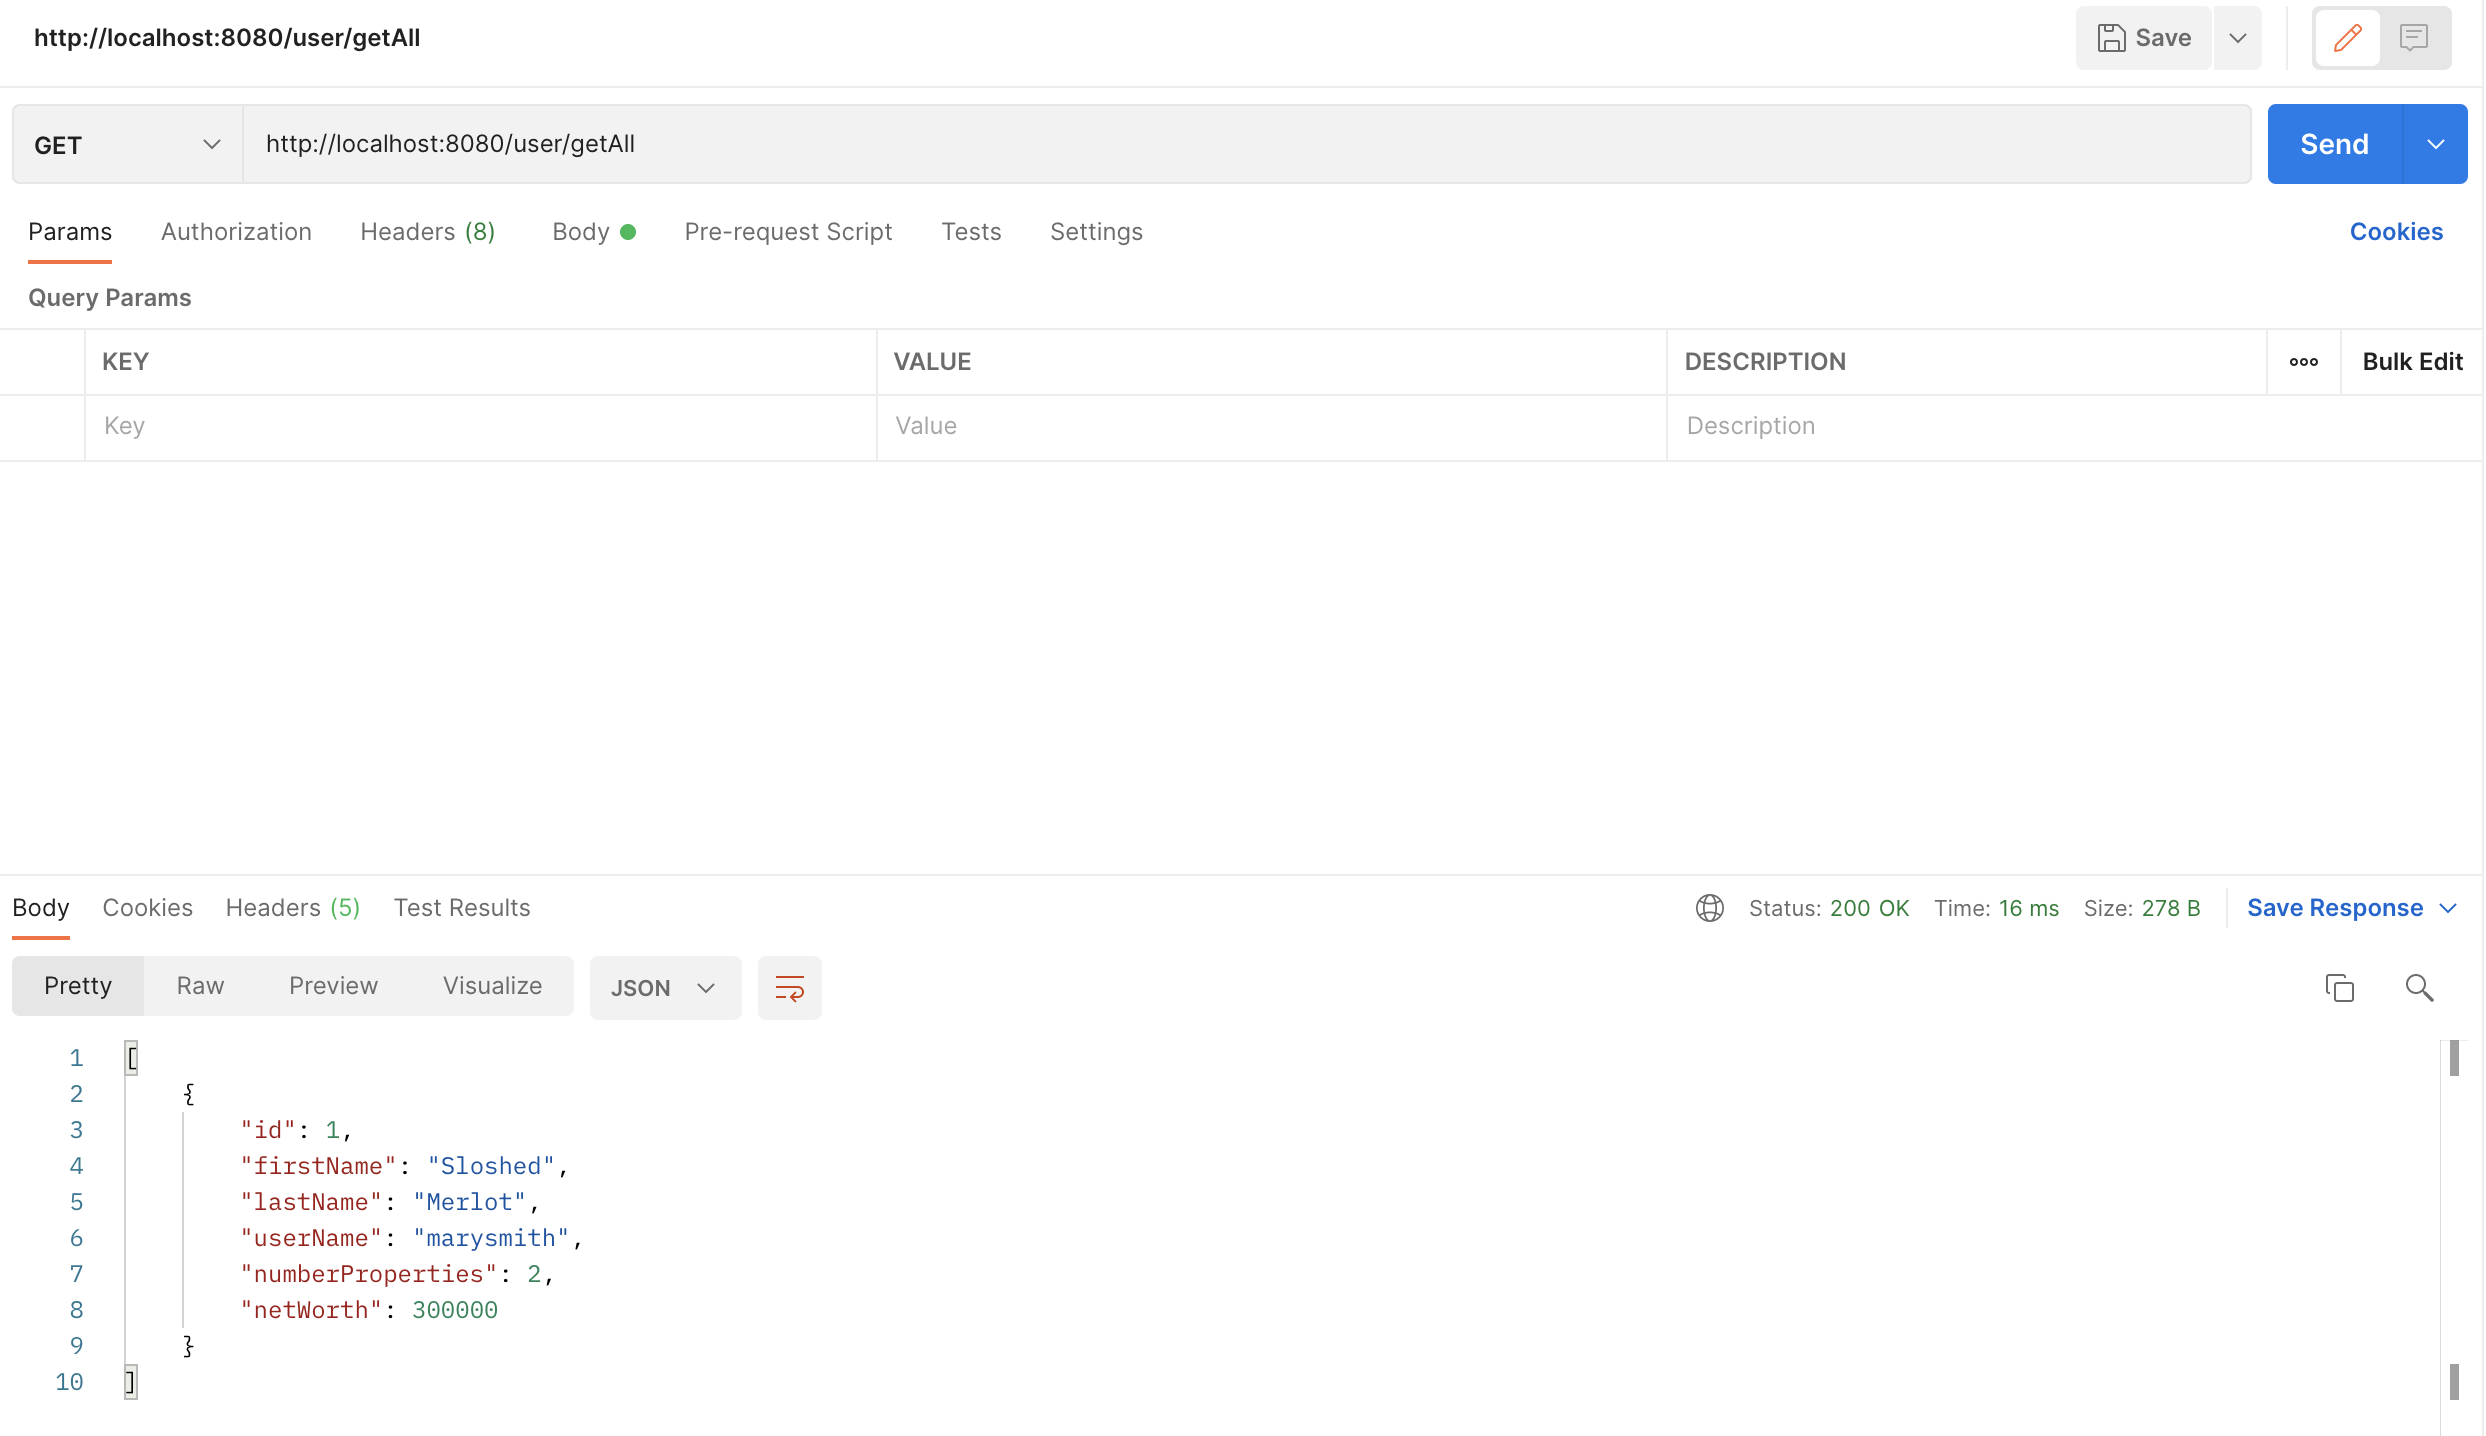 http://localhost:8080/user/getAll
Save
GET http://localhost:8080/user/getAll Send
Params Authorization Headers (8) Body Pre-request Script Tests Settings Cookies
Query Params
KEY VALUE DESCRIPTION Bulk Edit
Key Value Description
Body Cookies Headers (5) Test Results Status: 200 OK Time: 16 ms Size: 278 B Save Response
Pretty Raw Preview Visualize JSON
1 [
2 {
3 "id": 1,
4 "firstName": "Sloshed",
5 "lastName": "Merlot",
6 "userName": "marysmith",
7 "numberProperties": 2,
8 "netWorth": 300000
9 }
10 ]